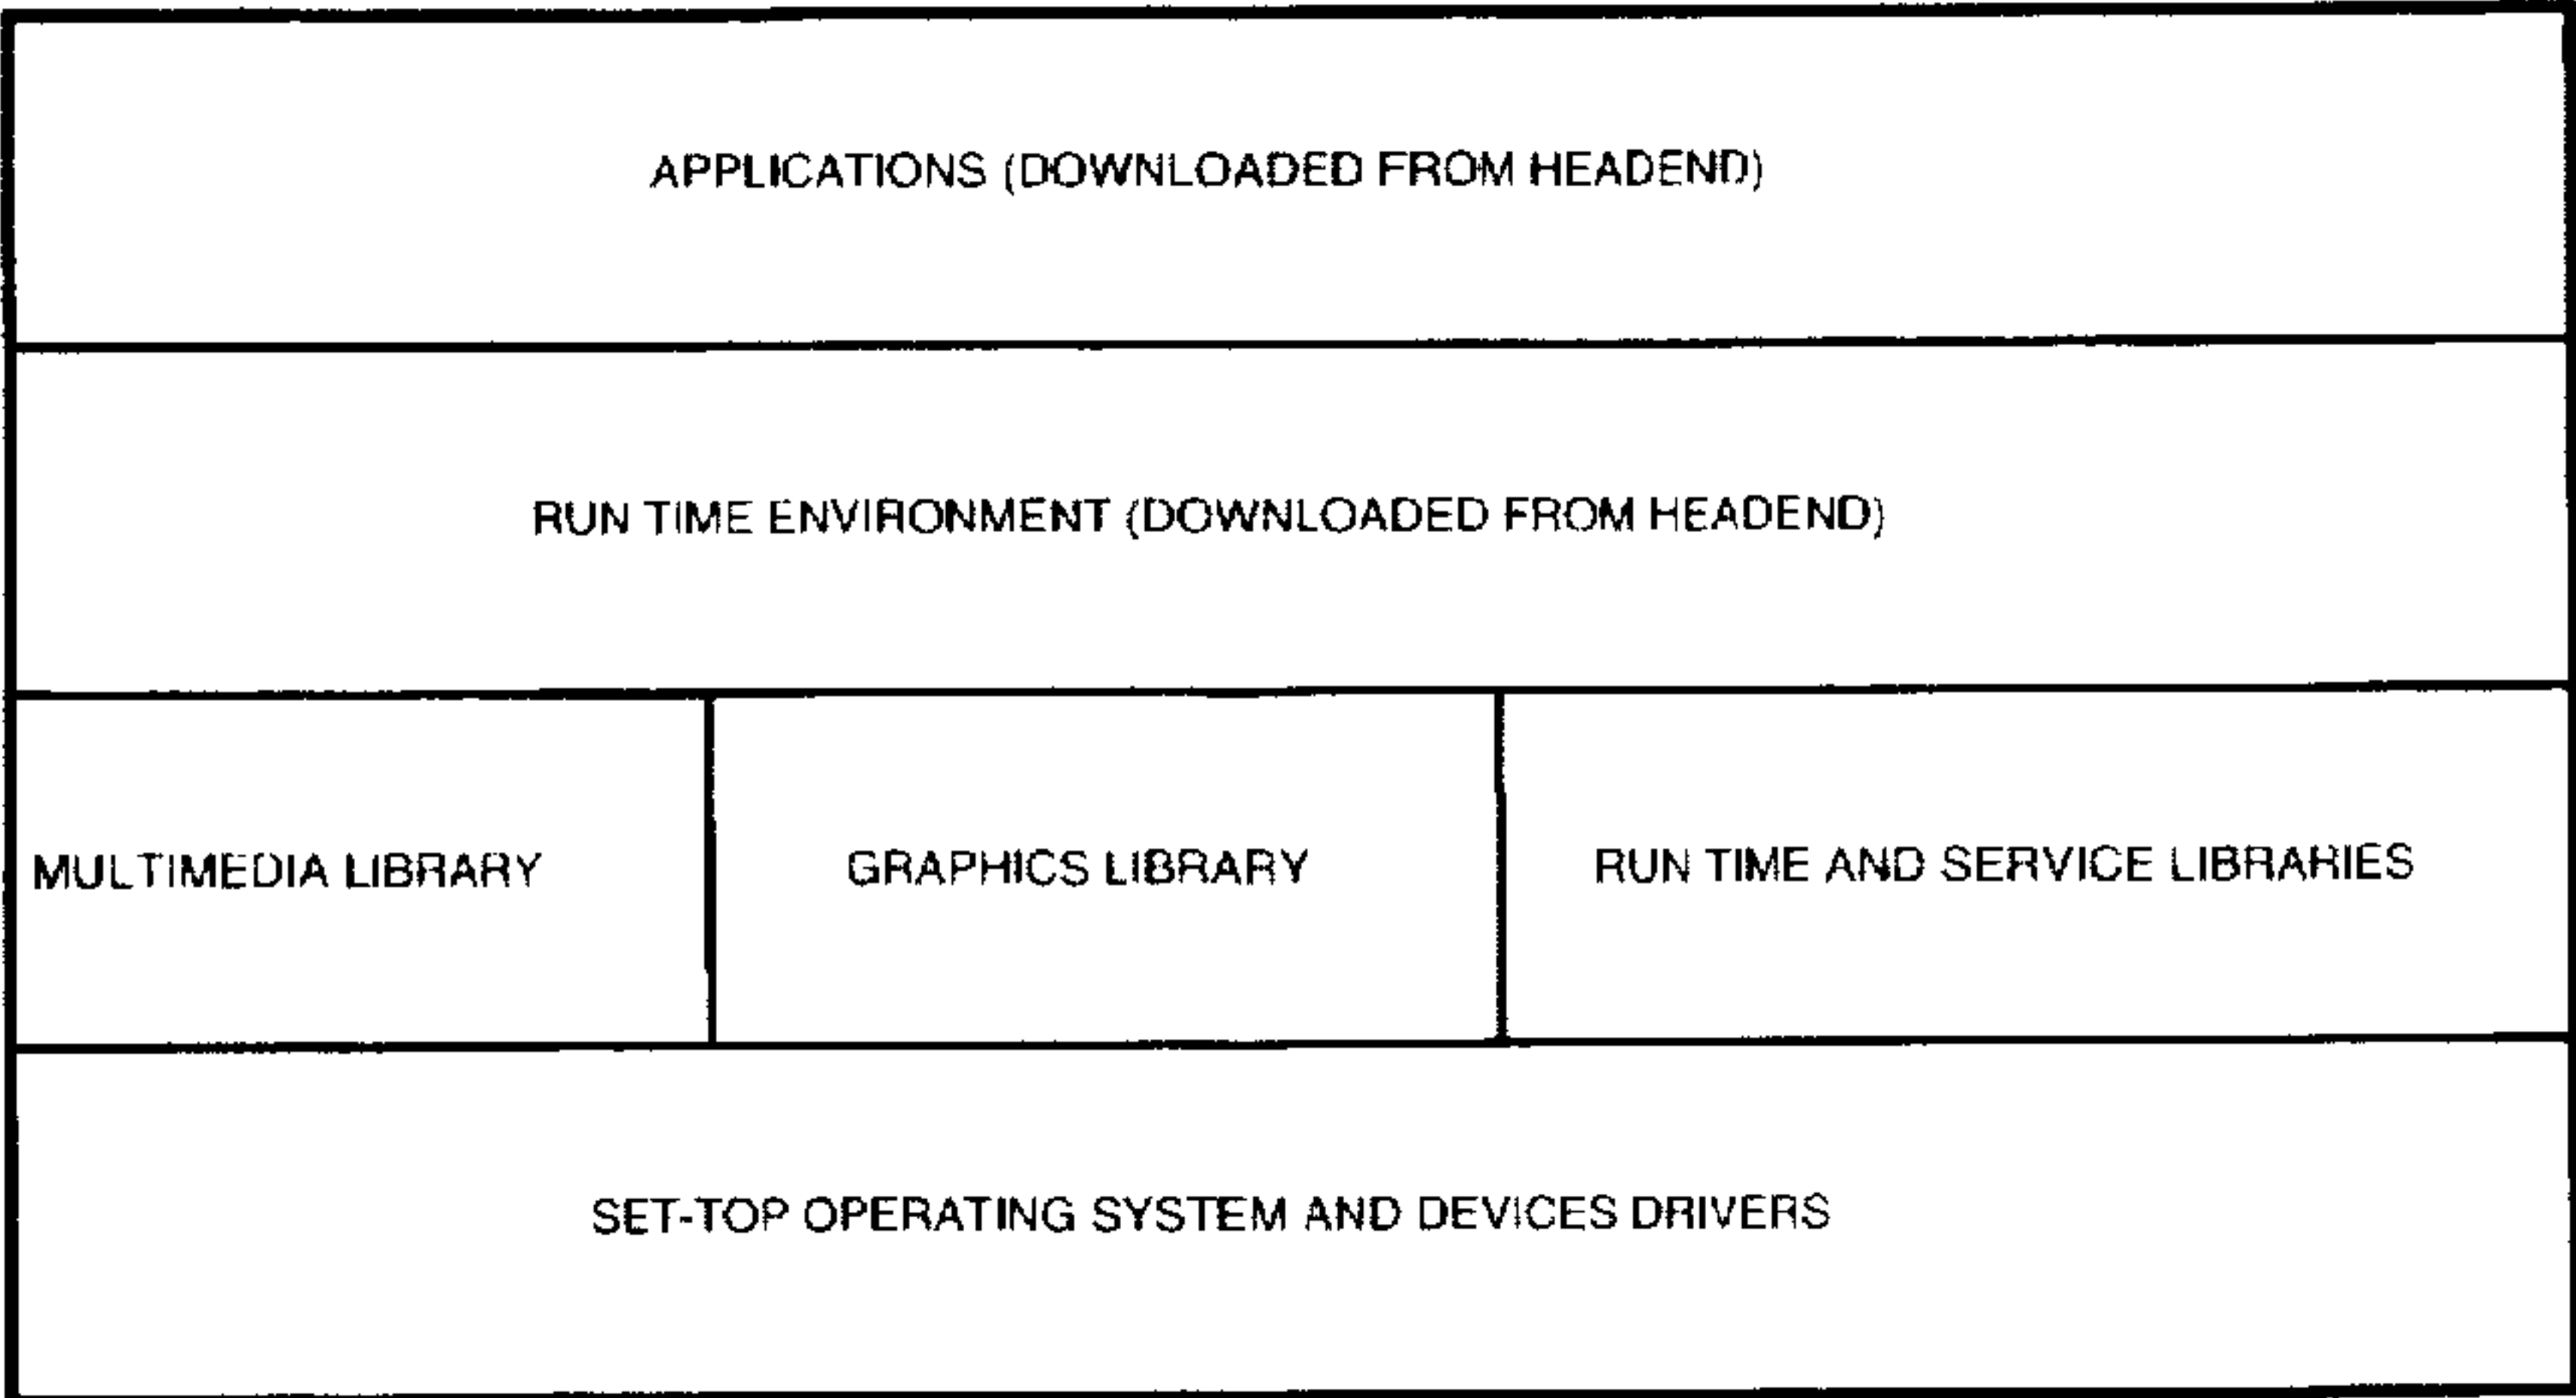 APPLICATIONS (DOWNLOADED FROM HEADEND)
RUN TIME ENVIRONMENT (DOWNLOADED FROM HEADEND)
MULTIMEDIA LIBRARY
GRAPHICS LIBRARY
RUN TIME AND SERVICE LIBRARIES
SET-TOP OPERATING SYSTEM AND DEVICES DRIVERS